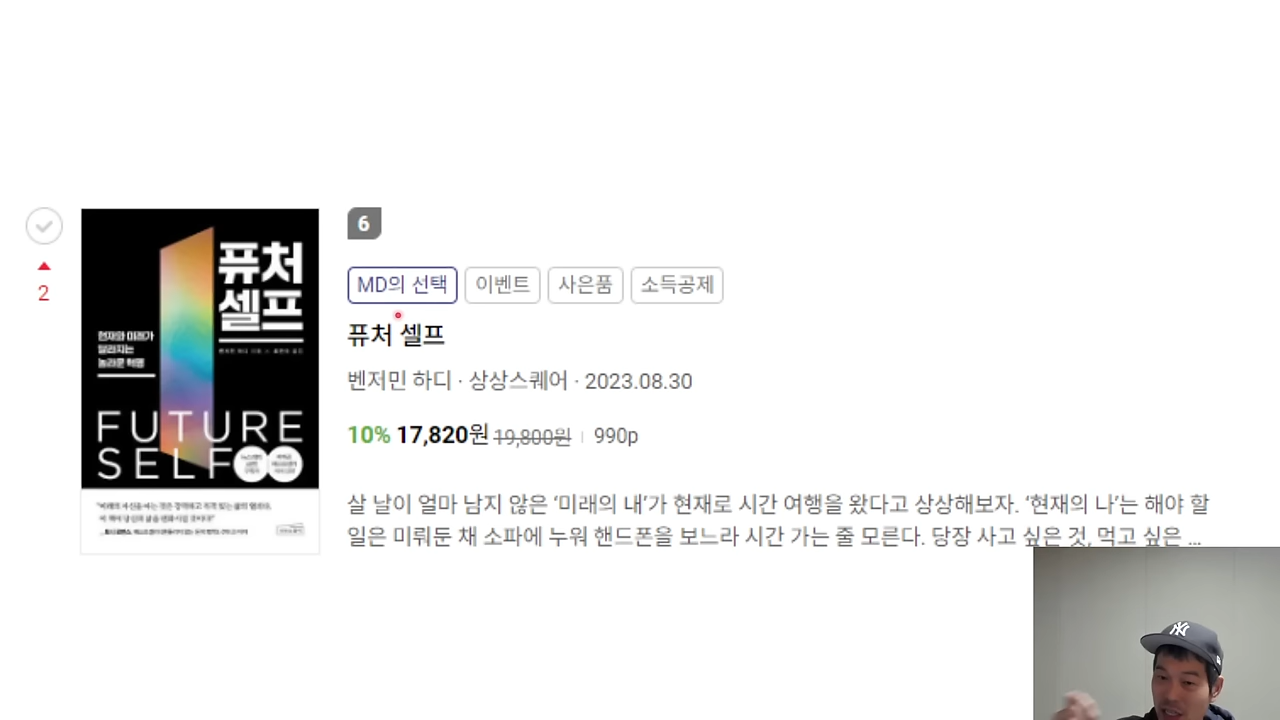 6
2
MD의 선택
이벤트
사은품
소득공제
퓨처 셀프
벤저민 하디 · 상상스퀘어 · 2023.08.30
10% 17,820원 19,800원 990p
살 날이 얼마 남지 않은 ‘미래의 내’가 현재로 시간 여행을 왔다고 상상해보자. ‘현재의 나’는 해야 할
일은 미뤄둔 채 소파에 누워 핸드폰을 보느라 시간 가는 줄 모른다. 당장 사고 싶은 것, 먹고 싶은 ...
퓨처
셀프
현재와 미래가
달라지는
놀라운 혁명
FUTURE
SELF
NY